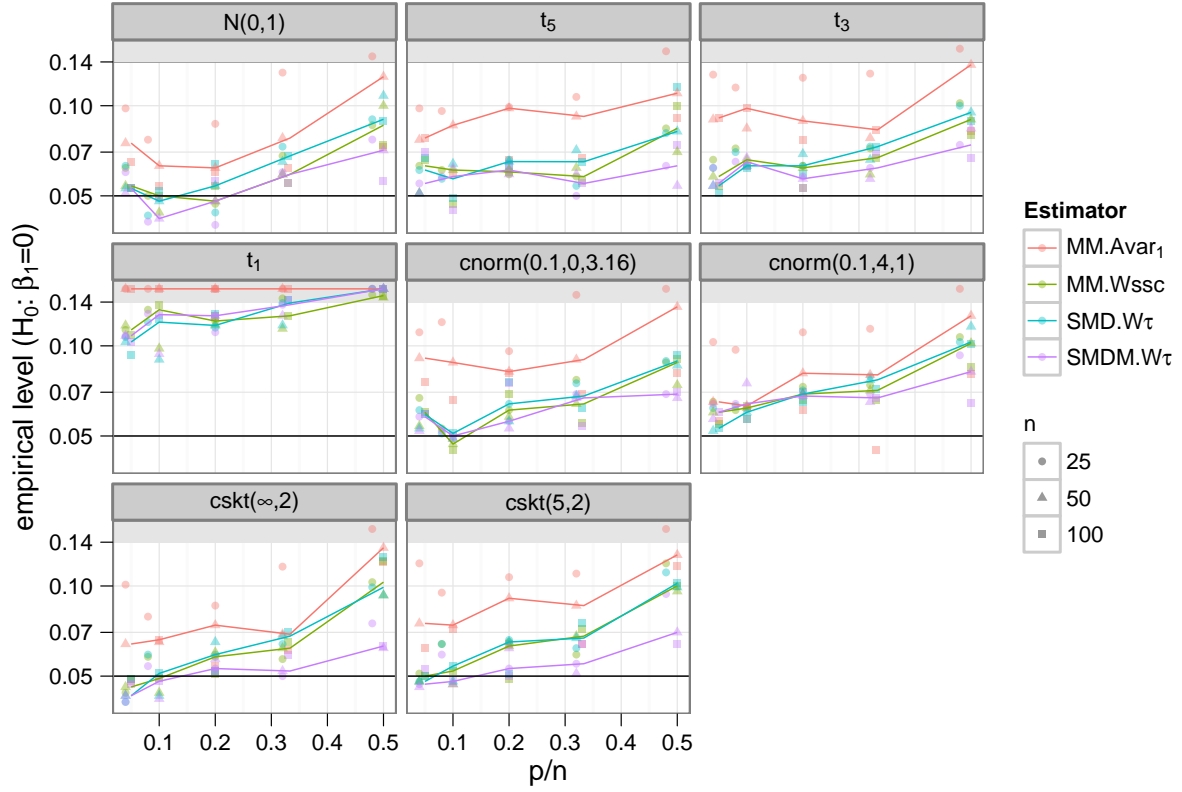 N(0,1)
t5
t3
0.14
0.10
0.07
0.05
t1
cnorm(0.1,0,3.16)
cnorm(0.1,4,1)
0.14
0.10
0.07
0.05
cskt(∞,2)
cskt(5,2)
0.14
0.10
0.07
0.05
0.1 0.2 0.3 0.4 0.5
0.1 0.2 0.3 0.4 0.5
p/n
empirical level (H0: β1=0)
Estimator
MM.Avar1
MM.Wssc
SMD.Wτ
SMDM.Wτ
n
25
50
100